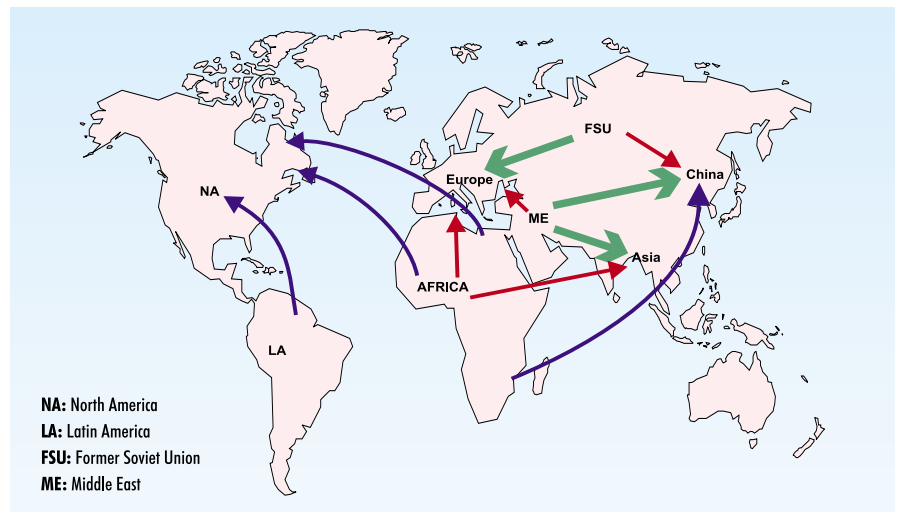 FSU
China
Europe
NA
ME
Asia
AFRICA
LA
NA: North America
LA: Latin America
FSU: Former Soviet Union
ME: Middle East